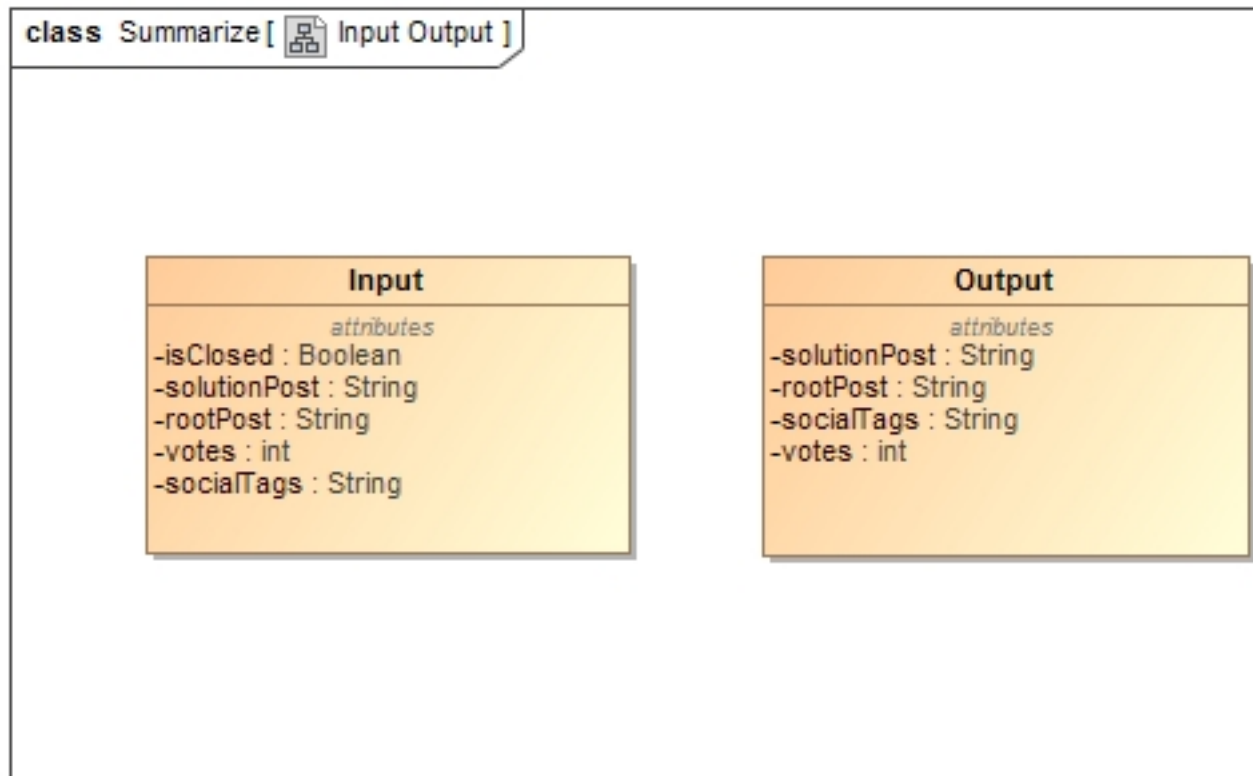 class Summarize [ Input Output ]
Input
attributes
-isClosed : Boolean
-solutionPost : String
-rootPost : String
-votes : int
-socialTags : String
Output
attributes
-solutionPost : String
-rootPost : String
-socialTags : String
-votes : int